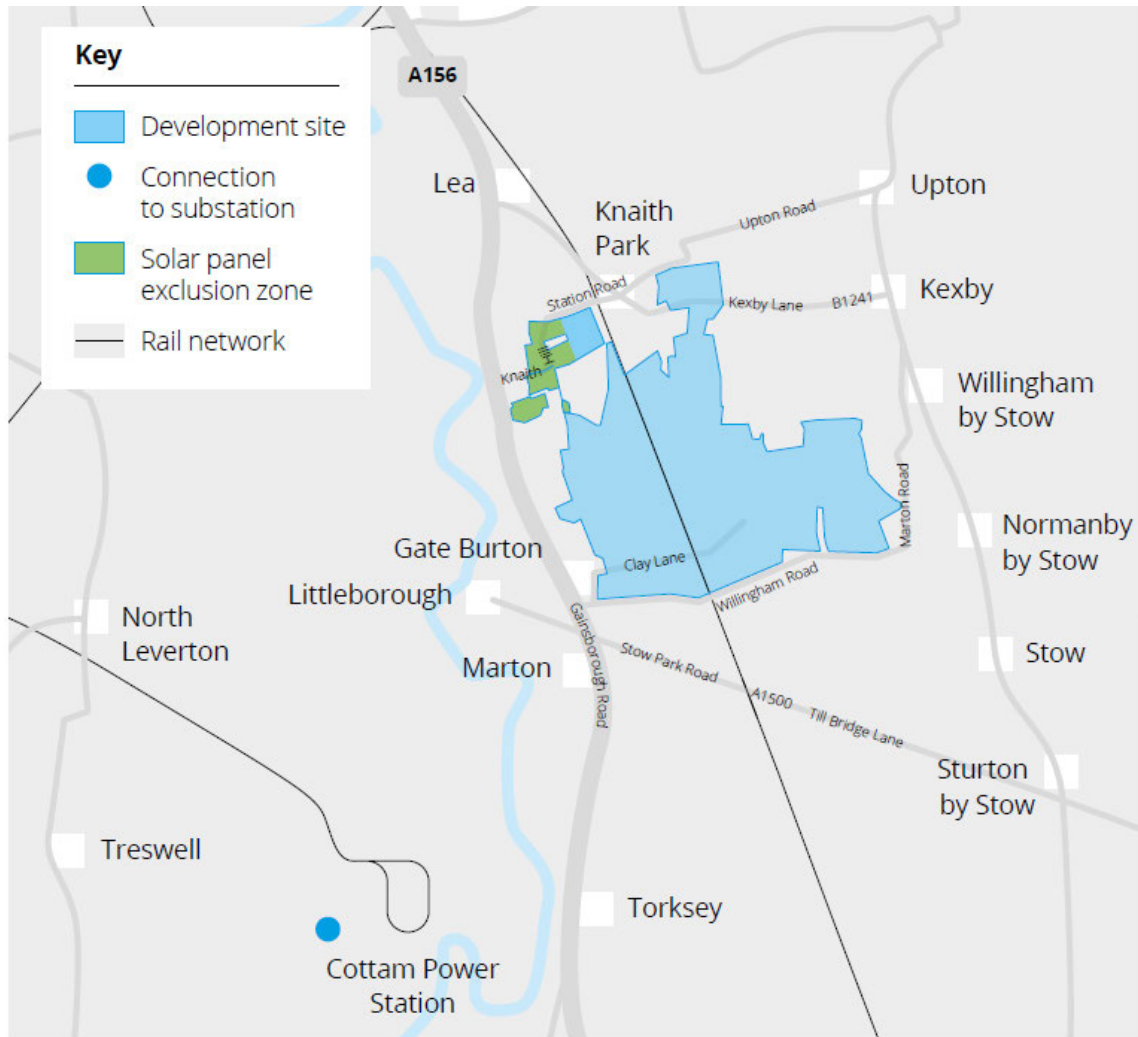 Key
Development site
Connection
to substation
Solar panel
exclusion zone
Rail network
A156
Lea
Knaith
Park
Upton Road
Upton
Station Road
Kexby Lane
B1241
Kexby
Knaith
Hill
Willingham
by Stow
Marton Road
Normanby
by Stow
Gate Burton
Clay Lane
Littleborough
Willingham Road
Gainsborough Road
North
Leverton
Marton
Stow Park Road
Stow
A1500
Till Bridge Lane
Sturton
by Stow
Treswell
Torksey
Cottam Power
Station